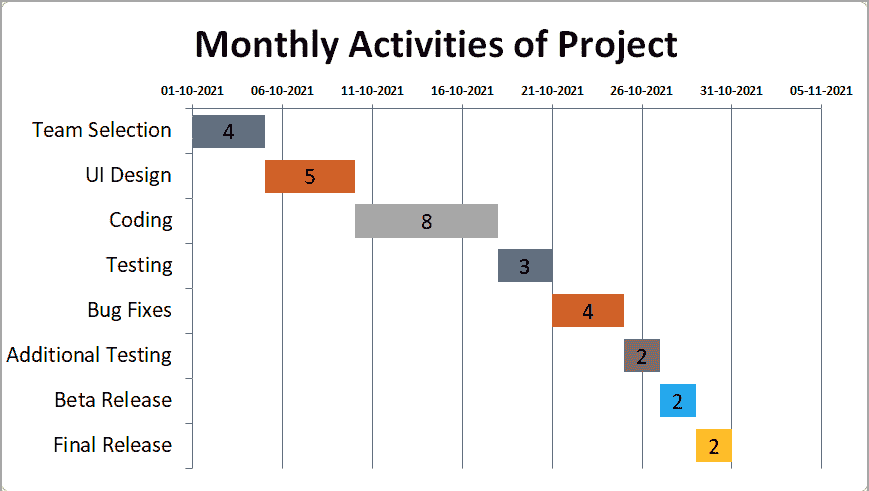 Monthly Activities of Project
01-10-2021 06-10-2021 11-10-2021 16-10-2021 21-10-2021 26-10-2021 31-10-2021 05-11-2021
Team Selection 4
UI Design 5
Coding 8
Testing 3
Bug Fixes 4
Additional Testing 2
Beta Release 2
Final Release 2